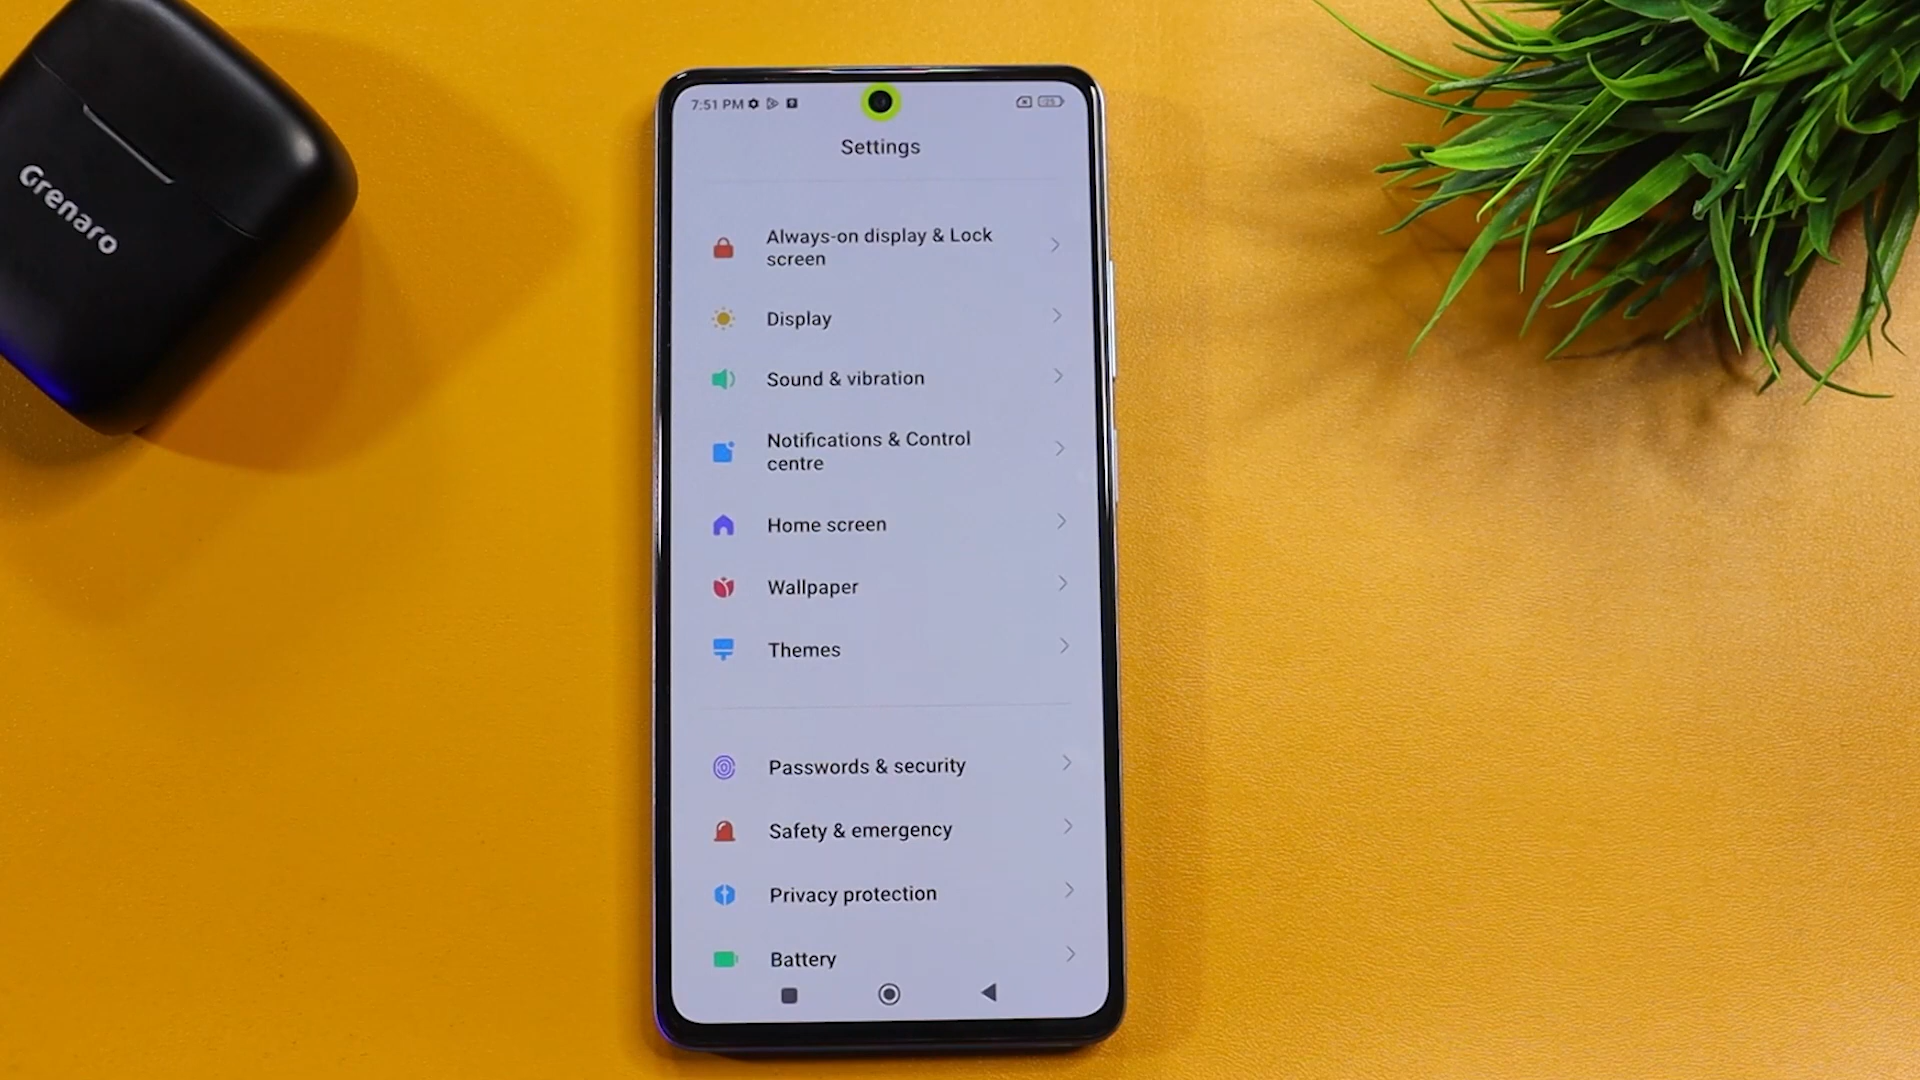 Grenaro
7:51 PM
Settings
Always-on display & Lock
screen
Display
Sound & vibration
Notifications & Control
centre
Home screen
Wallpaper
Themes
Passwords & security
Safety & emergency
Privacy protection
Battery